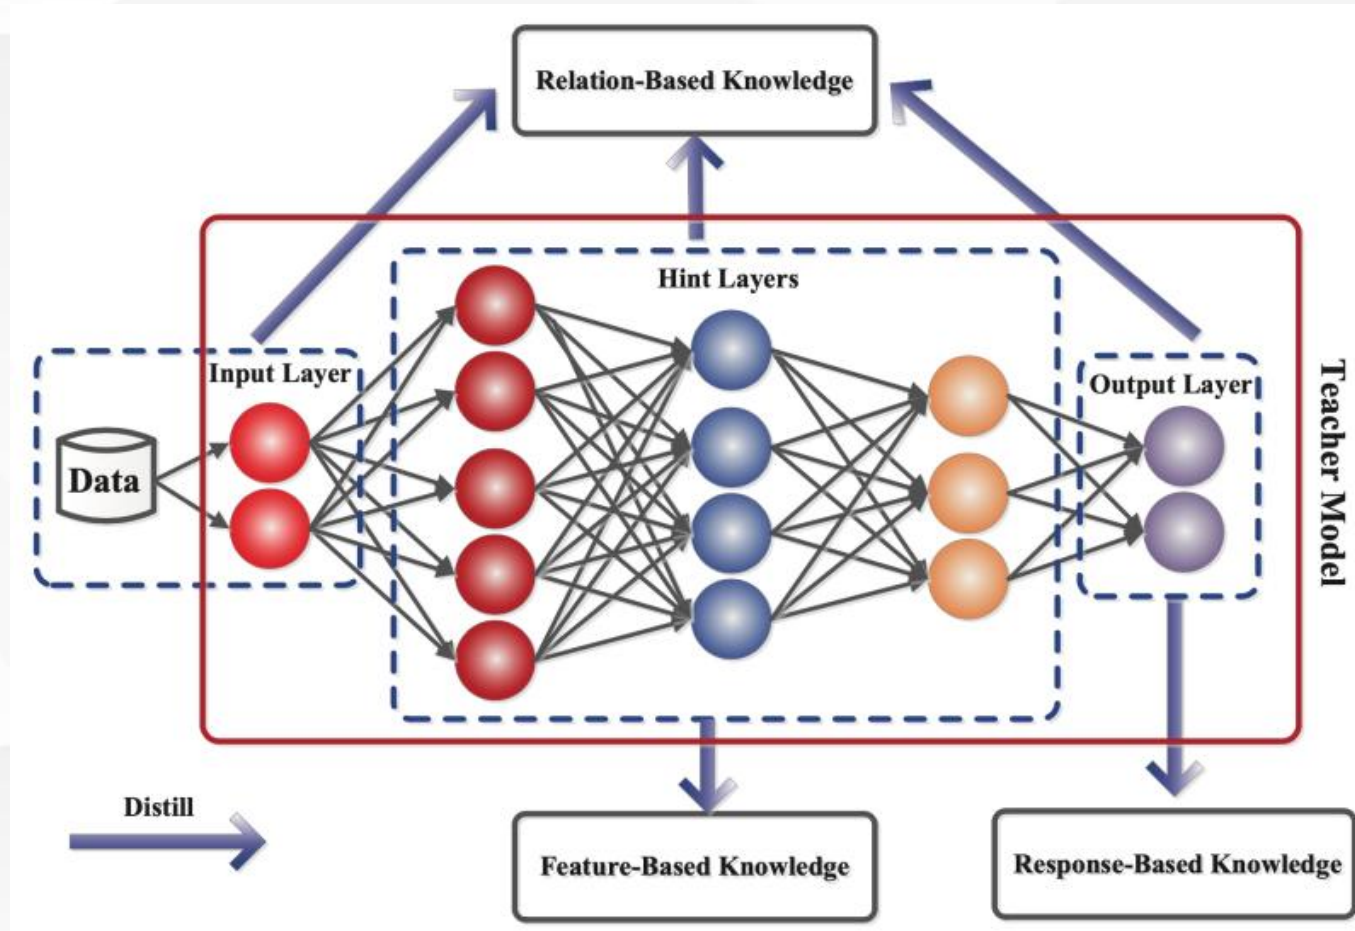 Relation-Based Knowledge
Hint Layers
Input Layer
Output Layer
Data
Teacher Model
Distill
Feature-Based Knowledge
Response-Based Knowledge